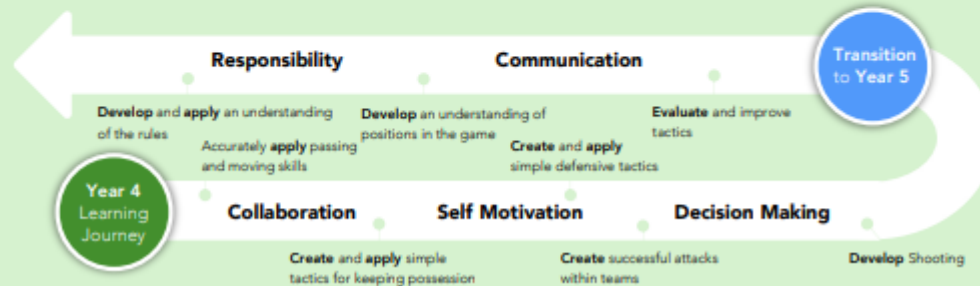 Responsibility
Communication
Transition
to Year 5
Develop and apply an understanding
of the rules
Develop an understanding of
positions in the game
Evaluate and improve
tactics
Accurately apply passing
and moving skills
Create and apply
simple defensive tactics
Year 4
Learning
Journey
Collaboration
Self Motivation
Decision Making
Create and apply simple
tactics for keeping possession
Create successful attacks
within teams
Develop Shooting